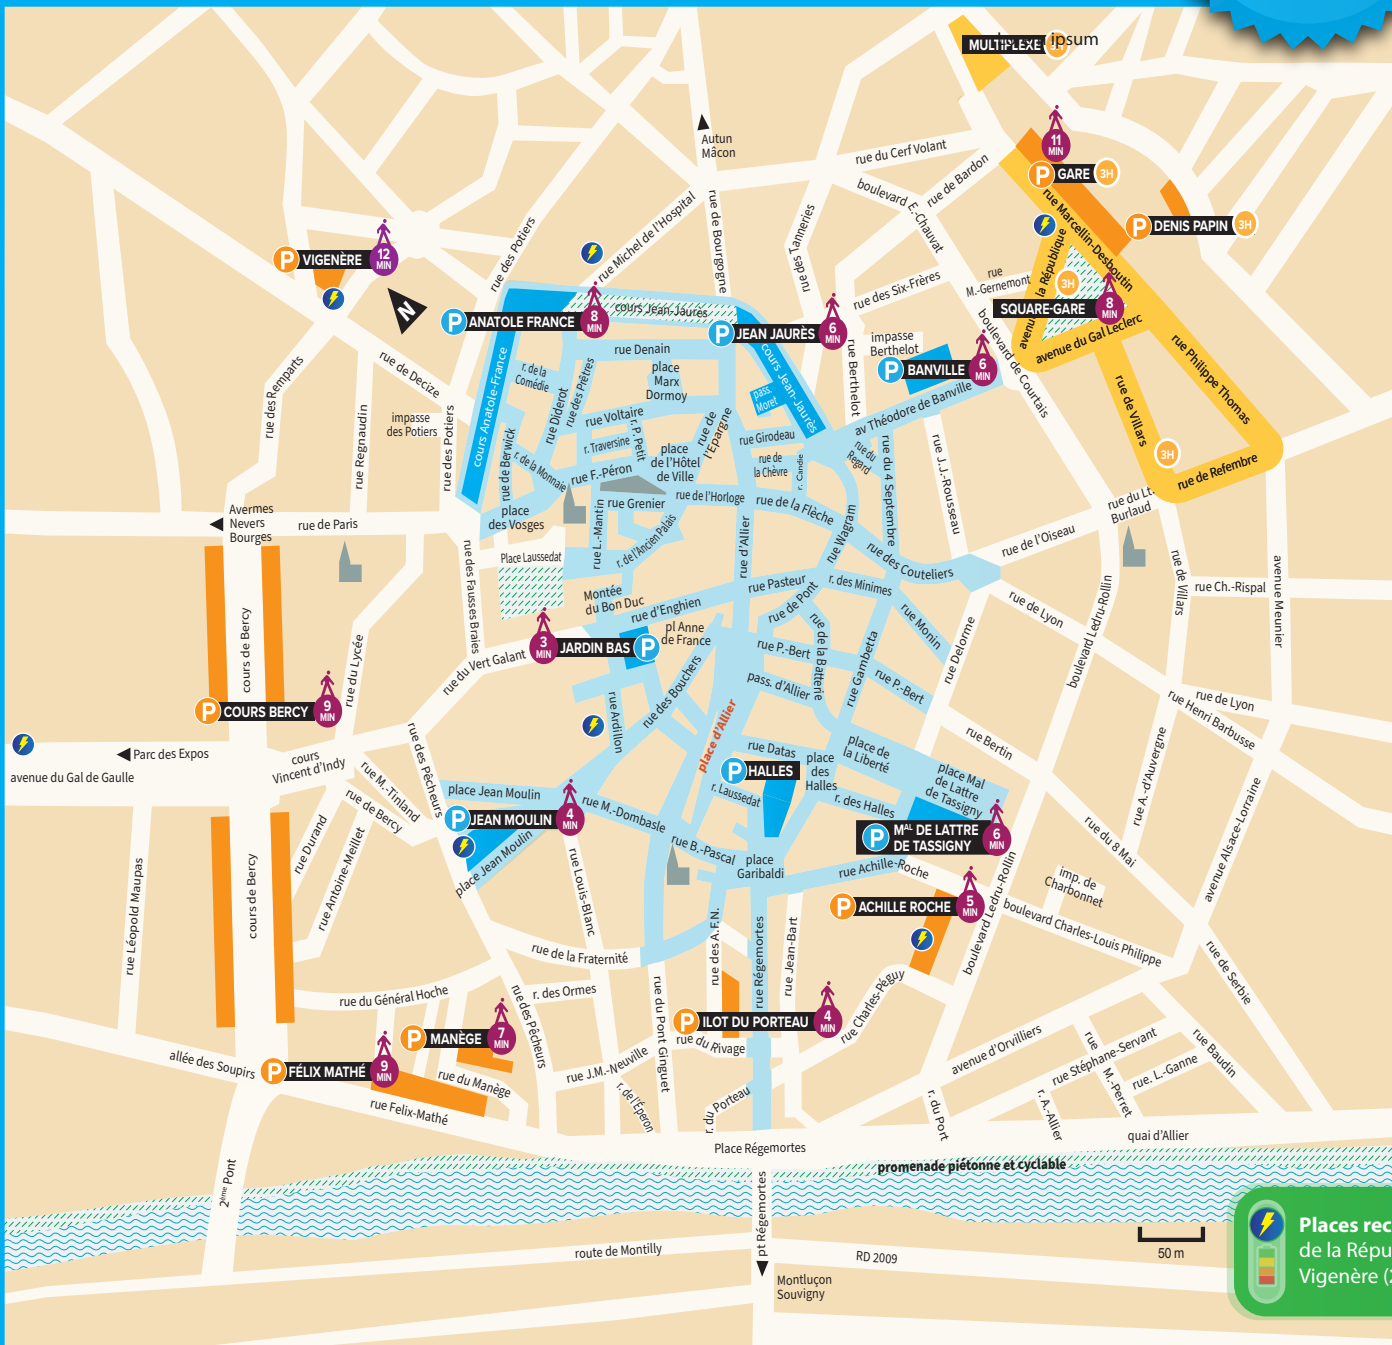 MULTIPLEXE
ipsum
Autun
Mâcon
rue du Cerf Volant
rue de Bardon
boulevard E.-Chauvat
11
MIN
P GARE 3H
P DENIS PAPIN 3H
rue Marcellin-Desboutin
avenue de la République
3H
SQUARE-GARE
8
MIN
avenue du Gal Leclerc
rue Philippe Thomas
rue de Villars
3H
rue de Refembre
P VIGENÈRE
12
MIN
N
rue des Potiers
rue Michel de l'Hospital
rue de Bourgogne
rue des Tanneries
rue des Six-Frères
rue
M.-Gernemont
boulevard de Courtais
P ANATOLE FRANCE
8
MIN
cours Jean-Jaurès
P JEAN JAURÈS
6
MIN
cours Jean-Jaurès
rue Berthelot
impasse
Berthelot
P BANVILLE
6
MIN
av Théodore de Banville
rue de Decize
rue des Remparts
rue Regnaudin
impasse
des Potiers
rue des Potiers
cours Anatole-France
r. de la
Comédie
rue Denain
place
Marx
Dormoy
rue Diderot
rue des Prêtres
rue Voltaire
r. P. Petit
r. Traversine
rue de
l'Epargne
pass.
Moret
rue Girodeau
rue de
la Chèvre
r. Candie
rue du
Regard
rue du 4 Septembre
rue J.J.-Rousseau
rue de Berwick
r. de la Monnaie
rue F.-Péron
place
de l'Hôtel
de Ville
rue de l'Horloge
rue de la Flèche
rue Wagram
rue des Couteliers
rue Grenier
place
des Vosges
rue L.-Mantin
r. de l'Ancien Palais
rue d'Allier
rue du Lt.
Burlaud
rue de l'Oiseau
Avermes
Nevers
Bourges
rue de Paris
Place Laussedat
rue des Fausses Braies
Montée
du Bon Duc
rue d'Enghien
rue Pasteur
r. des Minimes
rue de Pont
rue de la Batterie
rue Monin
rue de Lyon
rue Delorme
boulevard Ledru-Rollin
rue de Villars
rue Ch.-Rispal
avenue Meunier
cours de Bercy
rue du Lycée
rue du Vert Galant
3
MIN
JARDIN BAS P
pl Anne
de France
rue P.-Bert
pass. d'Allier
rue Gambetta
rue P.-Bert
rue de Lyon
rue Henri Barbusse
P COURS BERCY
9
MIN
rue Ardillon
rue des Bouchers
place d'Allier
rue Datas
place de
la Liberté
place
des
Halles
rue Bertin
Parc des Expos
avenue du Gal de Gaulle
cours
Vincent d'Indy
rue des Pêcheurs
rue M.-Tinland
rue de Bercy
place Jean Moulin
P JEAN MOULIN
4
MIN
place Jean Moulin
rue M.-Dombasle
P HALLES
r. Laussedat
r. des Halles
place Mal
de Lattre
de Tassigny
P MAL DE LATTRE
DE TASSIGNY
6
MIN
rue A.-d'Auvergne
avenue Alsace-Lorraine
rue du 8 Mai
rue B.-Pascal
place
Garibaldi
rue Achille-Roche
imp. de
Charbonnet
boulevard Charles-Louis Philippe
P ACHILLE ROCHE
5
MIN
boulevard Ledru-Rollin
rue Léopold Maupas
cours de Bercy
rue Durand
rue Antoine-Meillet
rue Louis-Blanc
rue de la Fraternité
rue des A.F.N.
rue Régemortes
rue Jean-Bart
rue Charles-Péguy
rue de Serbie
rue du Général Hoche
r. des Ormes
rue des Pêcheurs
rue du Pont Ginguet
P ILOT DU PORTEAU
4
MIN
rue du Rivage
P MANÈGE
7
MIN
P FÉLIX MATHÉ
9
MIN
allée des Soupirs
rue du Manège
rue Felix-Mathé
rue J.M.-Neuville
r. de l'Éperon
r. du Porteau
avenue d'Orvilliers
rue
M.-Perret
rue Stéphane-Servant
rue. L.-Ganne
rue Baudin
r. du Port
r. A.-Allier
Place Régemortes
quai d'Allier
promenade piétonne et cyclable
2ème Pont
pt Régemortes
route de Montilly
RD 2009
Montluçon
Souvigny
50 m
Places rec
de la Répu
Vigenère (2